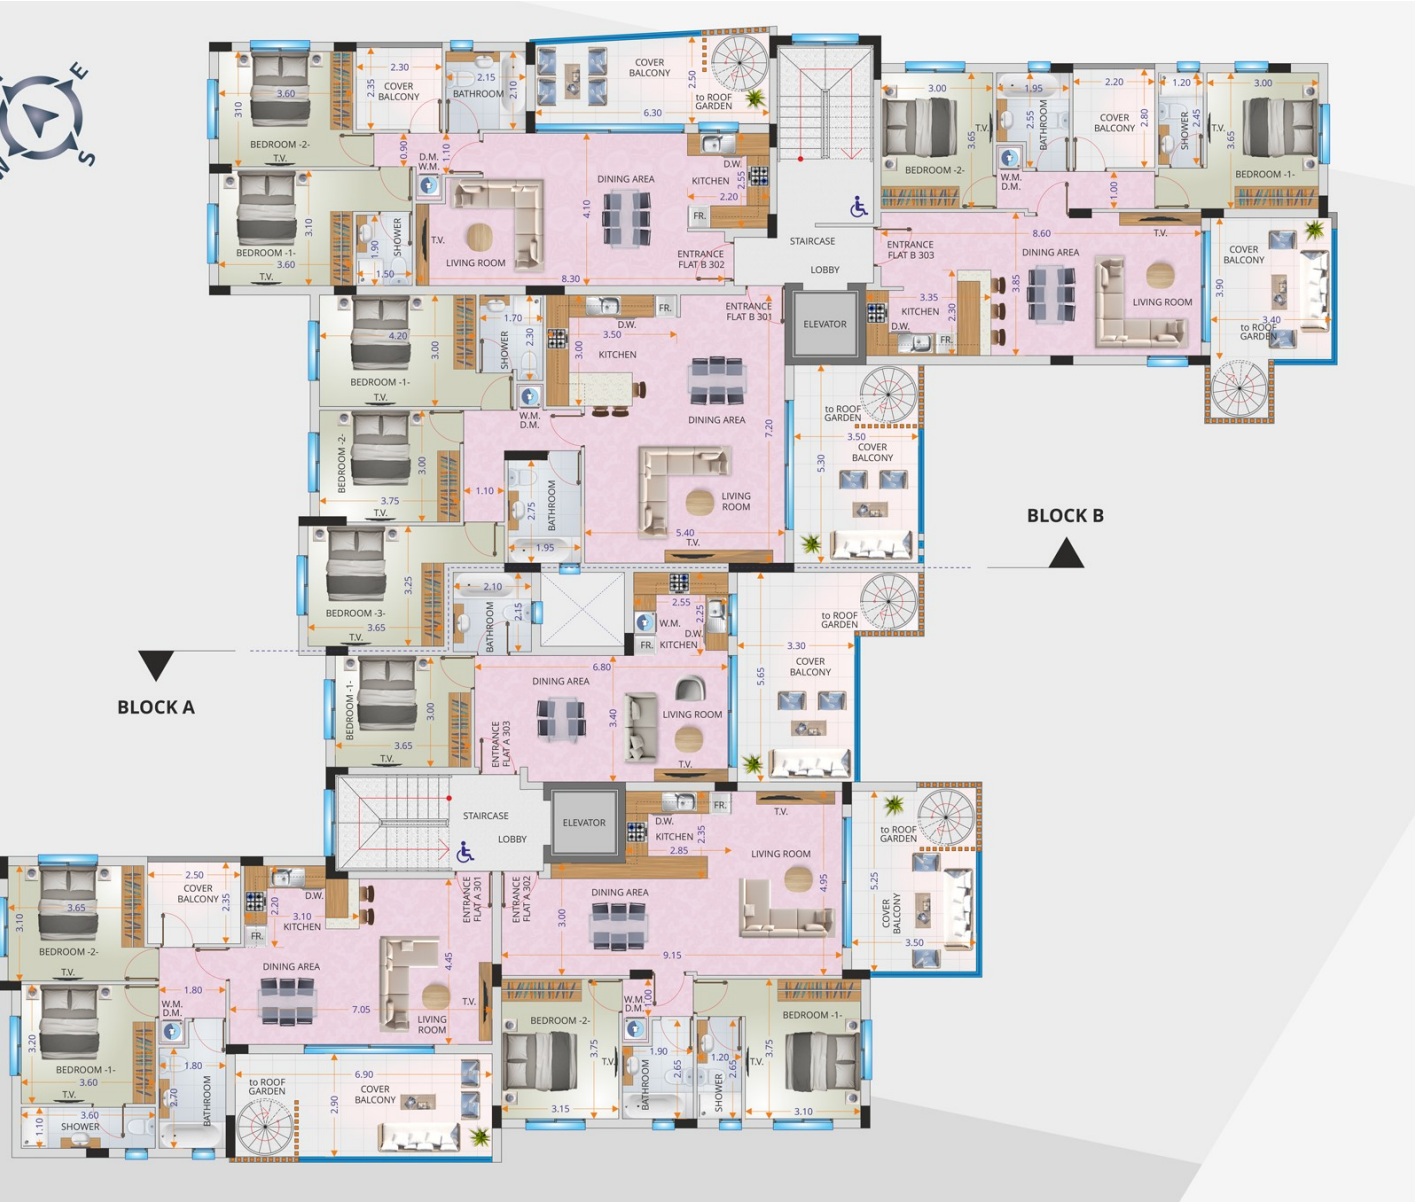 E
S
W
BLOCK B
BLOCK A
3.60
310
BEDROOM -2-
T.V.
2.30
2.35
COVER
BALCONY
2.15
BATHROOM
2.10
COVER
BALCONY
2.50
to ROOF
GARDEN
6.30
0.90
D.M.
W.M.
1.10
BEDROOM -1-
3.60
3.10
T.V.
1.90
SHOWER
1.50
T.V.
LIVING ROOM
DINING AREA
4.10
8.30
D.W.
KITCHEN
2.55
2.20
FR.
ENTRANCE
FLAT B 302
STAIRCASE
LOBBY
ELEVATOR
3.00
3.65
T.V.
BEDROOM -2-
1.95
2.55
BATHROOM
W.M.
D.M.
2.20
COVER
BALCONY
2.80
1.20
SHOWER
2.45
1.00
3.00
T.V.
3.65
BEDROOM -1-
ENTRANCE
FLAT B 303
8.60
DINING AREA
3.85
T.V.
LIVING ROOM
3.35
KITCHEN
2.30
D.W.
FR.
COVER
BALCONY
3.90
3.40
to ROOF
GARDEN
4.20
3.00
BEDROOM -1-
T.V.
1.70
SHOWER
2.30
W.M.
D.M.
3.50
D.W.
FR.
3.00
KITCHEN
ENTRANCE
FLAT B 301
DINING AREA
7.20
LIVING
ROOM
5.40
T.V.
BEDROOM -2-
3.00
3.75
T.V.
1.10
2.75
BATHROOM
1.95
to ROOF
GARDEN
3.50
5.30
COVER
BALCONY
3.25
BEDROOM -3-
3.65
T.V.
2.10
BATHROOM
2.15
2.55
2.25
W.M.
D.W.
FR.
KITCHEN
to ROOF
GARDEN
3.30
5.65
COVER
BALCONY
BEDROOM -1-
3.00
3.65
T.V.
6.80
DINING AREA
3.40
LIVING ROOM
T.V.
ENTRANCE
FLAT A 303
STAIRCASE
LOBBY
ELEVATOR
D.W.
KITCHEN
2.35
FR.
2.85
T.V.
LIVING ROOM
4.95
DINING AREA
3.00
9.15
ENTRANCE
FLAT A 301
ENTRANCE
FLAT A 302
to ROOF
GARDEN
5.25
COVER
BALCONY
3.50
3.65
3.10
BEDROOM -2-
T.V.
2.50
COVER
BALCONY
2.35
2.20
D.W.
3.10
KITCHEN
FR.
DINING AREA
4.45
7.05
LIVING
ROOM
T.V.
1.80
W.M.
D.M.
3.20
BEDROOM -1-
3.60
T.V.
1.80
2.70
BATHROOM
3.60
1.10
SHOWER
to ROOF
GARDEN
6.90
2.90
COVER
BALCONY
BEDROOM -2-
3.75
T.V.
3.15
W.M.
D.M.
1.00
1.90
BATHROOM
2.65
1.20
SHOWER
2.65
BEDROOM -1-
T.V.
3.75
3.10